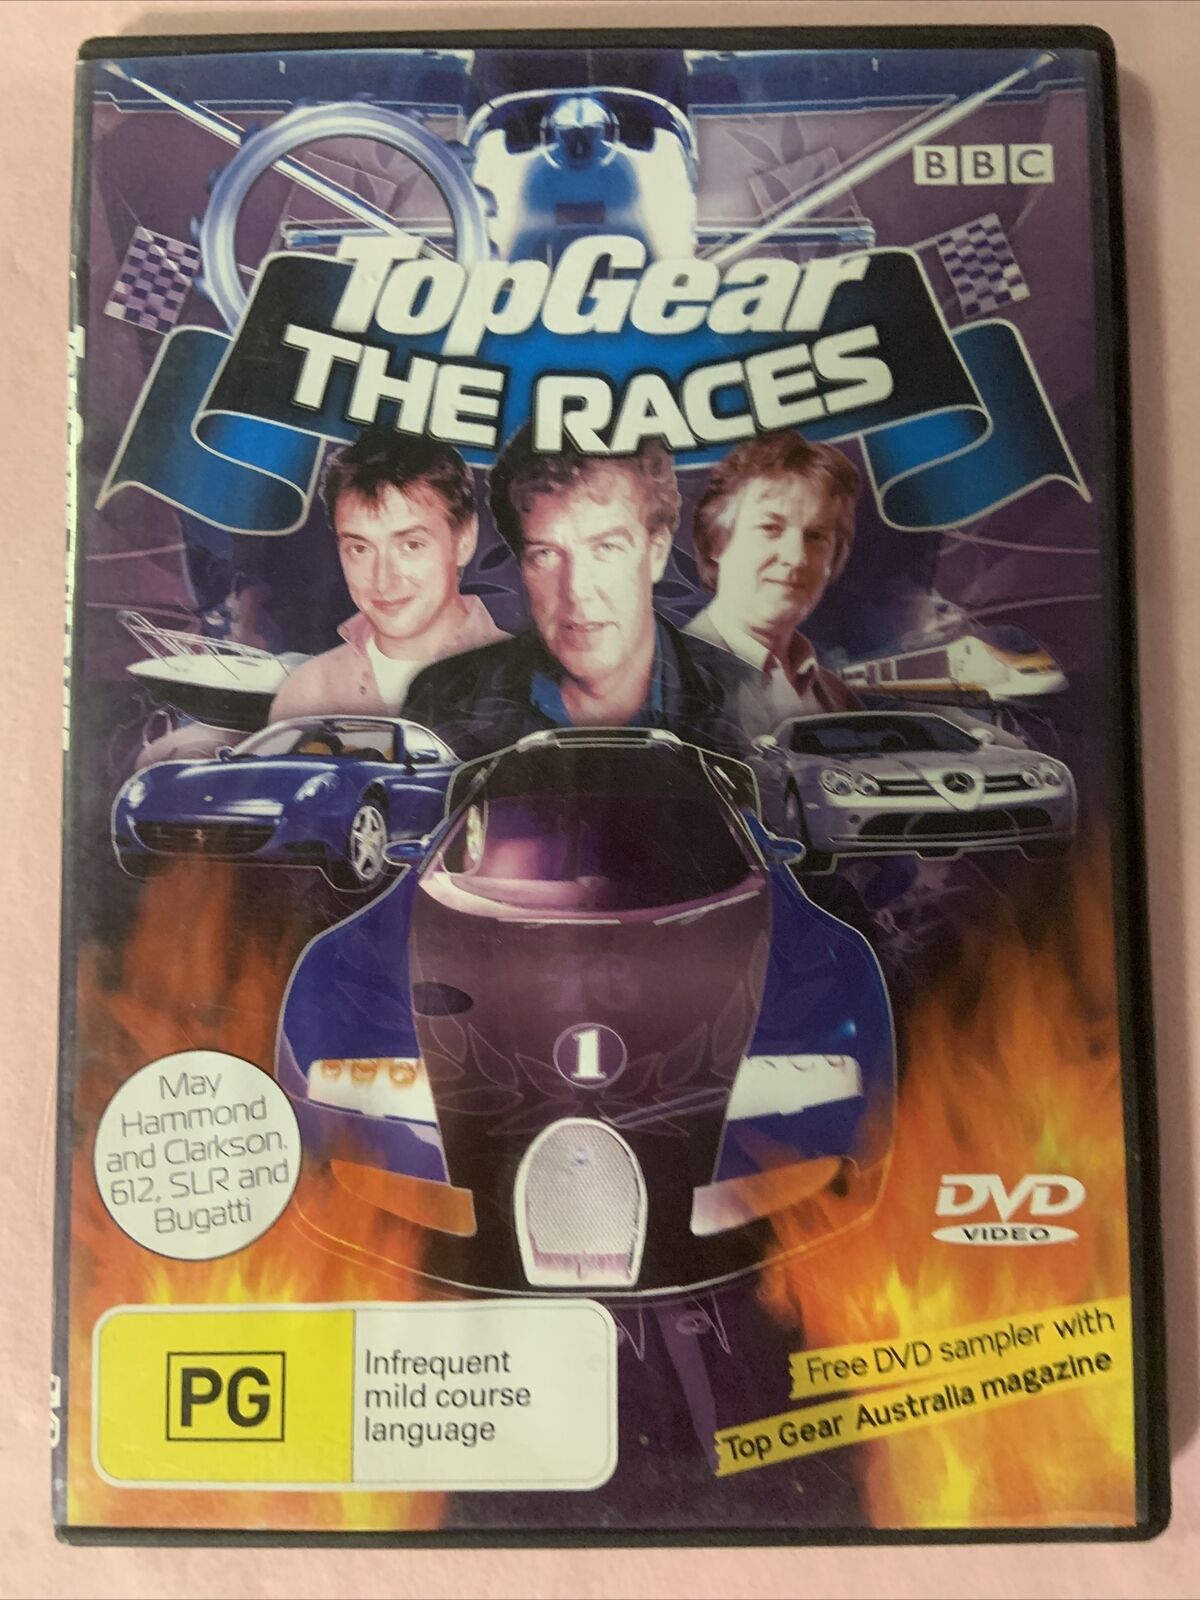 BBC
TopGear
THE RACES
1
May
Hammond
and Clarkson.
612, SLR and
Bugatti
DVD
VIDEO
PG
Infrequent
mild course
language
Free DVD sampler with
Top Gear Australia magazine